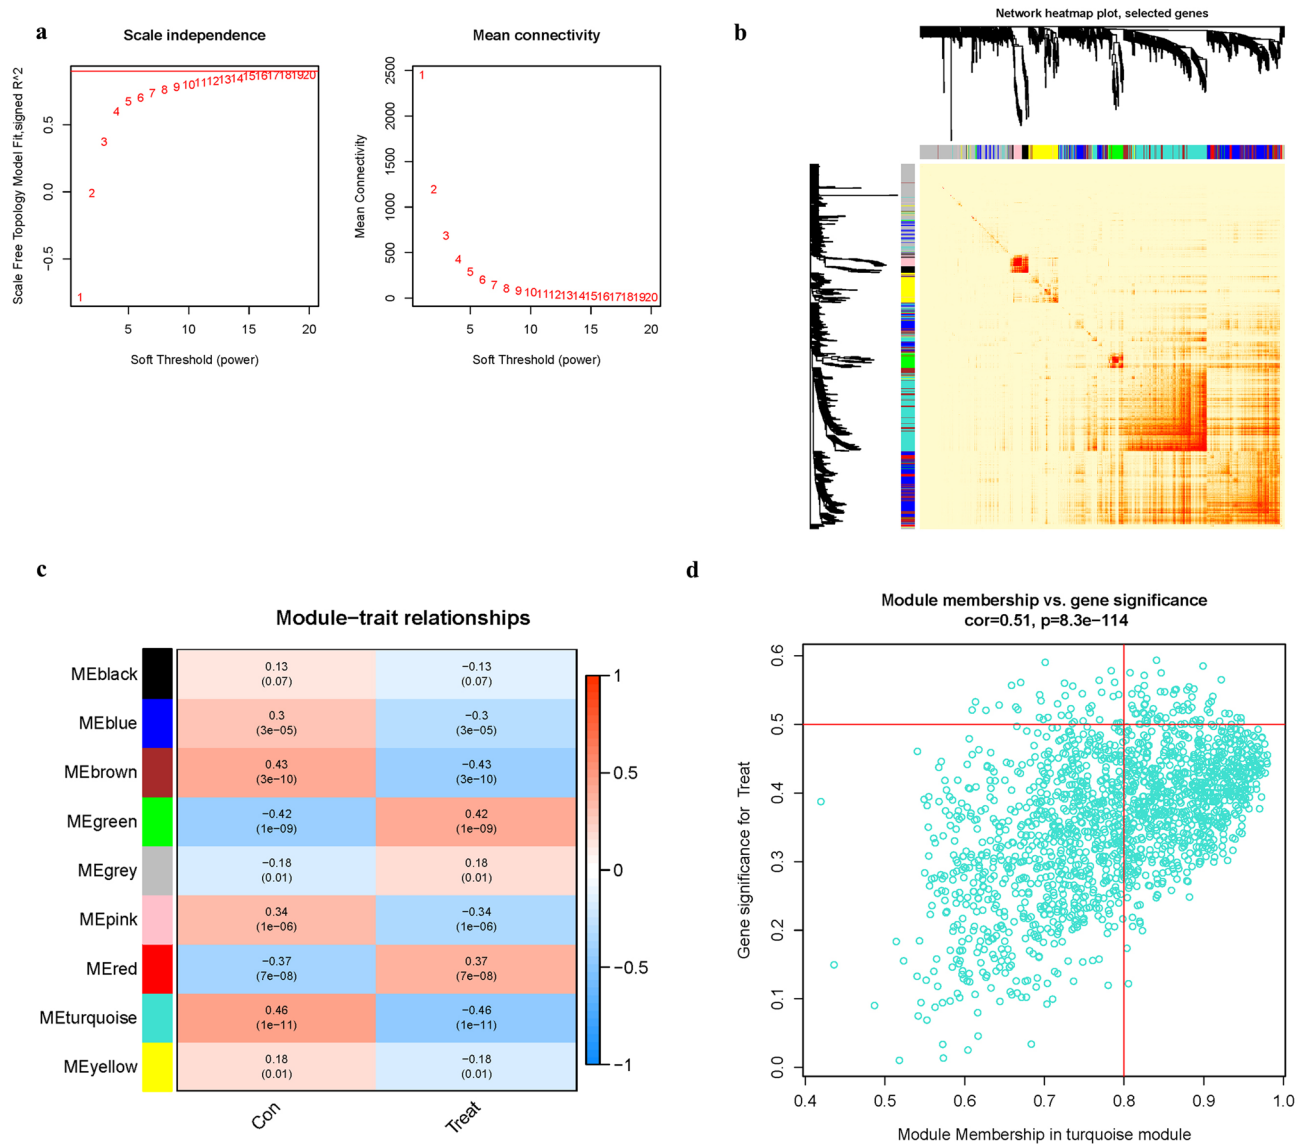 a
Scale independence
Scale Free Topology Model Fit,signed R^2
0.5
0.0
−0.5
1
2
3
4
5
6
7
8
9
10
11
12
13
14
15
16
17
18
19
20
5
10
15
20
Soft Threshold (power)
Mean connectivity
Mean Connectivity
2500
2000
1500
1000
500
0
1
2
3
4
5
6
7
8
9
10
11
12
13
14
15
16
17
18
19
20
5
10
15
20
Soft Threshold (power)
b
Network heatmap plot, selected genes
c
Module−trait relationships
MEblack
0.13
(0.07)
−0.13
(0.07)
MEblue
0.3
(3e−05)
−0.3
(3e−05)
MEbrown
0.43
(3e−10)
−0.43
(3e−10)
MEgreen
−0.42
(1e−09)
0.42
(1e−09)
MEgrey
−0.18
(0.01)
0.18
(0.01)
MEpink
0.34
(1e−06)
−0.34
(1e−06)
MEred
−0.37
(7e−08)
0.37
(7e−08)
MEturquoise
0.46
(1e−11)
−0.46
(1e−11)
MEyellow
0.18
(0.01)
−0.18
(0.01)
Con
Treat
1
0.5
0
−0.5
−1
d
Module membership vs. gene significance
cor=0.51, p=8.3e−114
Gene significance for Treat
0.6
0.5
0.4
0.3
0.2
0.1
0.0
0.4
0.5
0.6
0.7
0.8
0.9
1.0
Module Membership in turquoise module